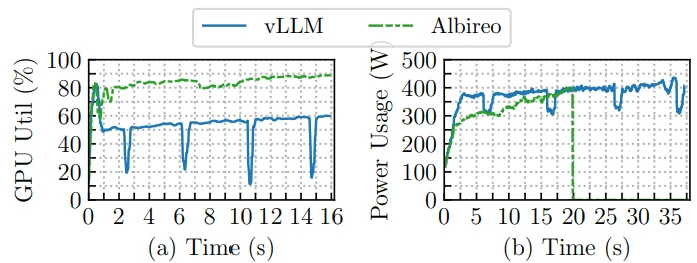 vLLM
Albireo
GPU Util (%)
100
80
60
40
20
0
0 2 4 6 8 10 12 14 16
(a) Time (s)
Power Usage (W)
500
400
300
200
100
0
0 5 10 15 20 25 30 35
(b) Time (s)